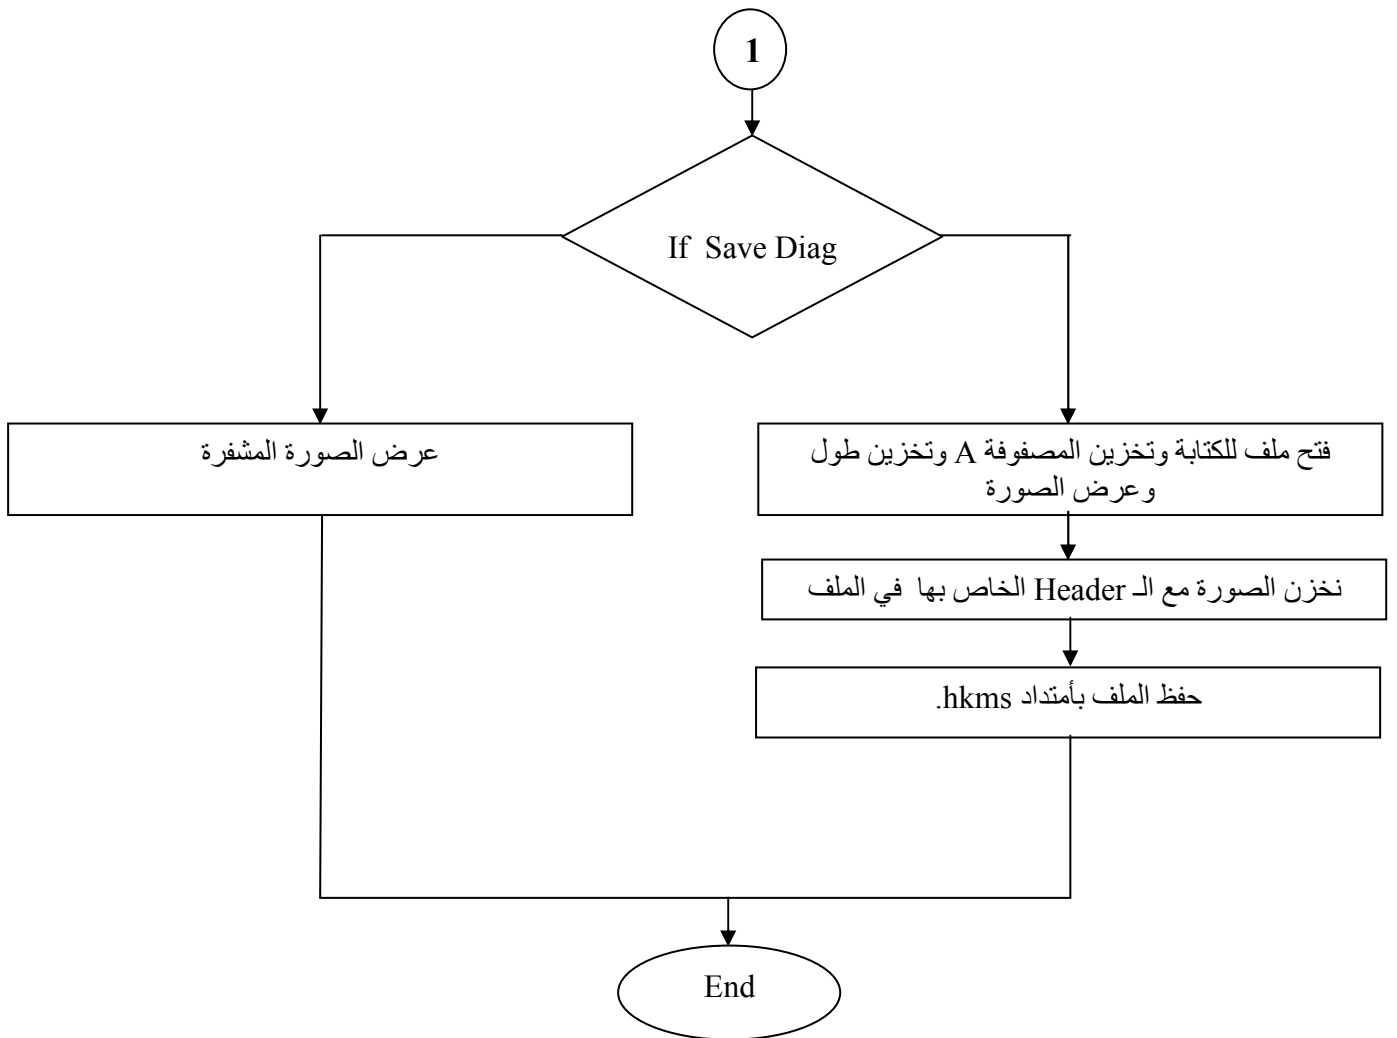 1
If Save Diag
عرض الصورة المشفرة
فتح ملف للكتابة وتخزين المصفوفة A وتخزين طول
وعرض الصورة
نخزن الصورة مع الـ Header الخاص بها في الملف
حفظ الملف بأمتداد hkms.
End